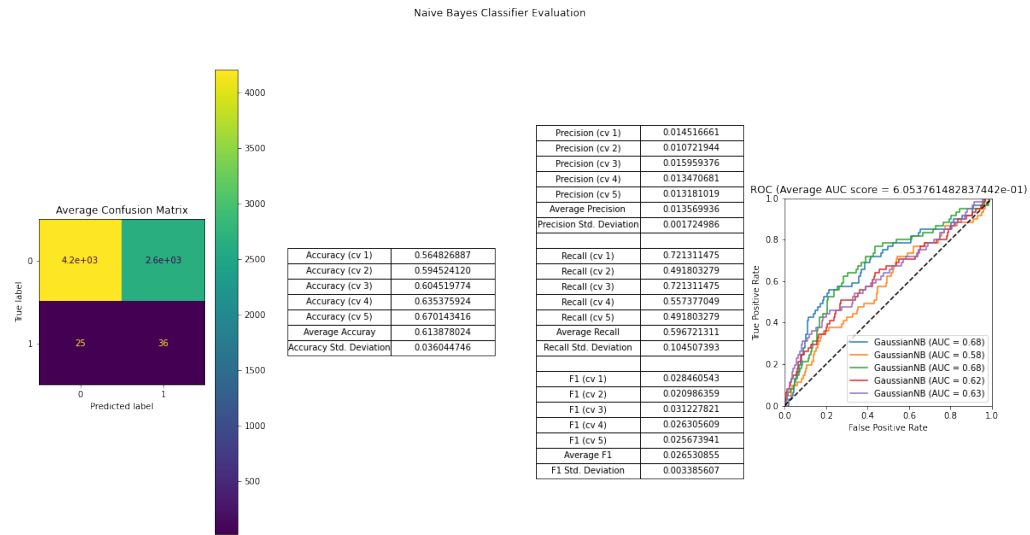 Naive Bayes Classifier Evaluation
Average Confusion Matrix
True label
0
1
4.2e+03 2.6e+03
25 36
0 1
Predicted label
4000
3500
3000
2500
2000
1500
1000
500
Accuracy (cv 1) 0.564826887
Accuracy (cv 2) 0.594524120
Accuracy (cv 3) 0.604519774
Accuracy (cv 4) 0.635375924
Accuracy (cv 5) 0.670143416
Average Accuray 0.613878024
Accuracy Std. Deviation 0.036044746
Precision (cv 1) 0.014516661
Precision (cv 2) 0.010721944
Precision (cv 3) 0.015959376
Precision (cv 4) 0.013470681
Precision (cv 5) 0.013181019
Average Precision 0.013569936
Precision Std. Deviation 0.001724986
Recall (cv 1) 0.721311475
Recall (cv 2) 0.491803279
Recall (cv 3) 0.721311475
Recall (cv 4) 0.557377049
Recall (cv 5) 0.491803279
Average Recall 0.596721311
Recall Std. Deviation 0.104507393
F1 (cv 1) 0.028460543
F1 (cv 2) 0.020986359
F1 (cv 3) 0.031227821
F1 (cv 4) 0.026305609
F1 (cv 5) 0.025673941
Average F1 0.026530855
F1 Std. Deviation 0.003385607
ROC (Average AUC score = 6.053761482837442e-01)
True Positive Rate
1.0
0.8
0.6
0.4
0.2
0.0
GaussianNB (AUC = 0.68)
GaussianNB (AUC = 0.58)
GaussianNB (AUC = 0.68)
GaussianNB (AUC = 0.62)
GaussianNB (AUC = 0.63)
0.0 0.2 0.4 0.6 0.8 1.0
False Positive Rate